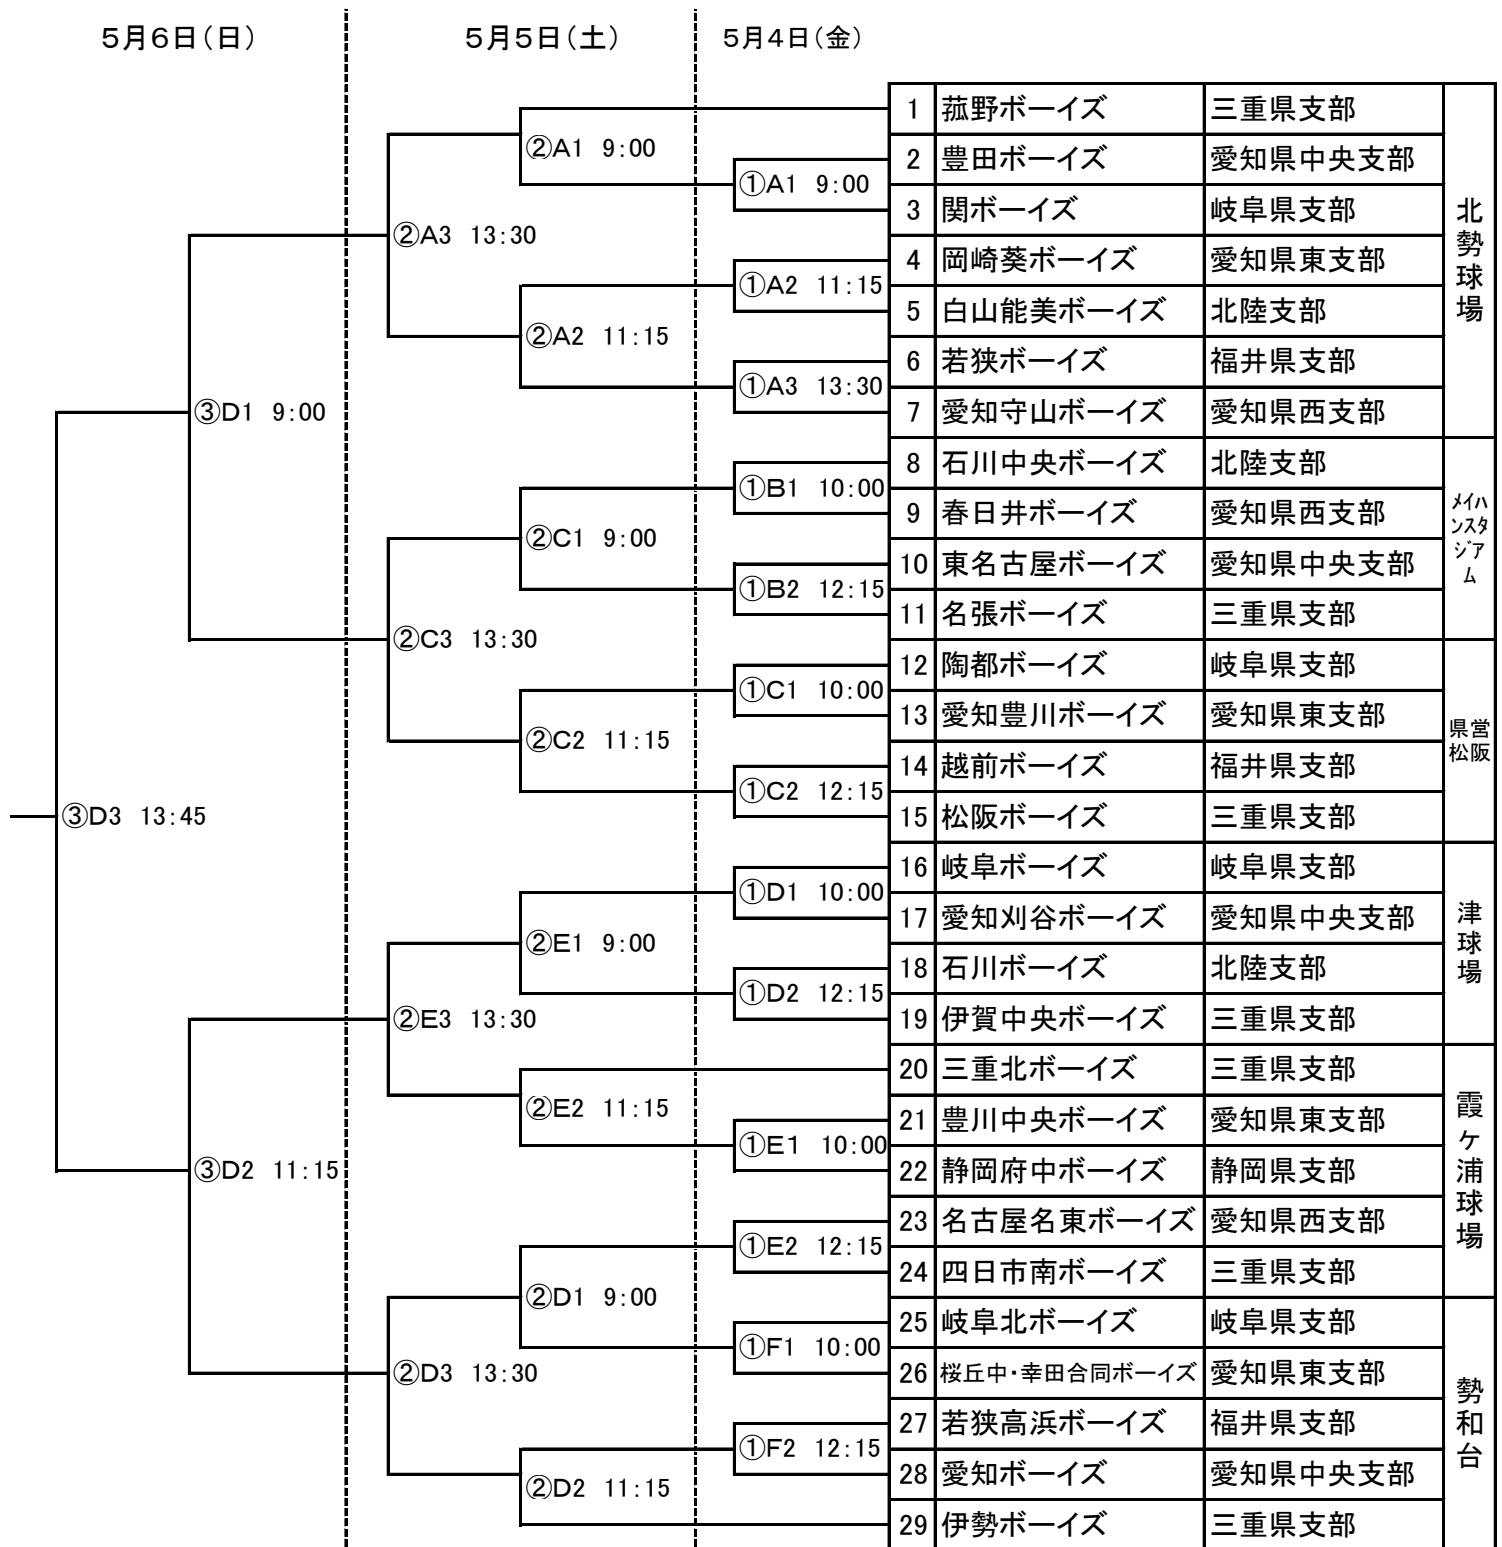 ５月６日（日）　５月５日（土）　５月４日（金）
1 菰野ボーイズ 三重県支部
2 豊田ボーイズ 愛知県中央支部
3 関ボーイズ 岐阜県支部
4 岡崎葵ボーイズ 愛知県東支部
5 白山能美ボーイズ 北陸支部
6 若狭ボーイズ 福井県支部
7 愛知守山ボーイズ 愛知県西支部
8 石川中央ボーイズ 北陸支部
9 春日井ボーイズ 愛知県西支部
10 東名古屋ボーイズ 愛知県中央支部
11 名張ボーイズ 三重県支部
12 陶都ボーイズ 岐阜県支部
13 愛知豊川ボーイズ 愛知県東支部
14 越前ボーイズ 福井県支部
15 松阪ボーイズ 三重県支部
16 岐阜ボーイズ 岐阜県支部
17 愛知刈谷ボーイズ 愛知県中央支部
18 石川ボーイズ 北陸支部
19 伊賀中央ボーイズ 三重県支部
20 三重北ボーイズ 三重県支部
21 豊川中央ボーイズ 愛知県東支部
22 静岡府中ボーイズ 静岡県支部
23 名古屋名東ボーイズ 愛知県西支部
24 四日市南ボーイズ 三重県支部
25 岐阜北ボーイズ 岐阜県支部
26 桜丘中・幸田合同ボーイズ 愛知県東支部
27 若狭高浜ボーイズ 福井県支部
28 愛知ボーイズ 愛知県中央支部
29 伊勢ボーイズ 三重県支部
北勢球場
ﾒｲﾊ
ﾝｽﾀ
ｼﾞｱ
ﾑ
県営
松阪
津球場
霞ヶ浦球場
勢和台
①A1 9:00
①A2 11:15
①A3 13:30
①B1 10:00
①B2 12:15
①C1 10:00
①C2 12:15
①D1 10:00
①D2 12:15
①E1 10:00
①E2 12:15
①F1 10:00
①F2 12:15
②A1 9:00
②A2 11:15
②C1 9:00
②C2 11:15
②E1 9:00
②E2 11:15
②D1 9:00
②D2 11:15
②A3 13:30
②C3 13:30
②E3 13:30
②D3 13:30
③D1 9:00
③D2 11:15
③D3 13:45